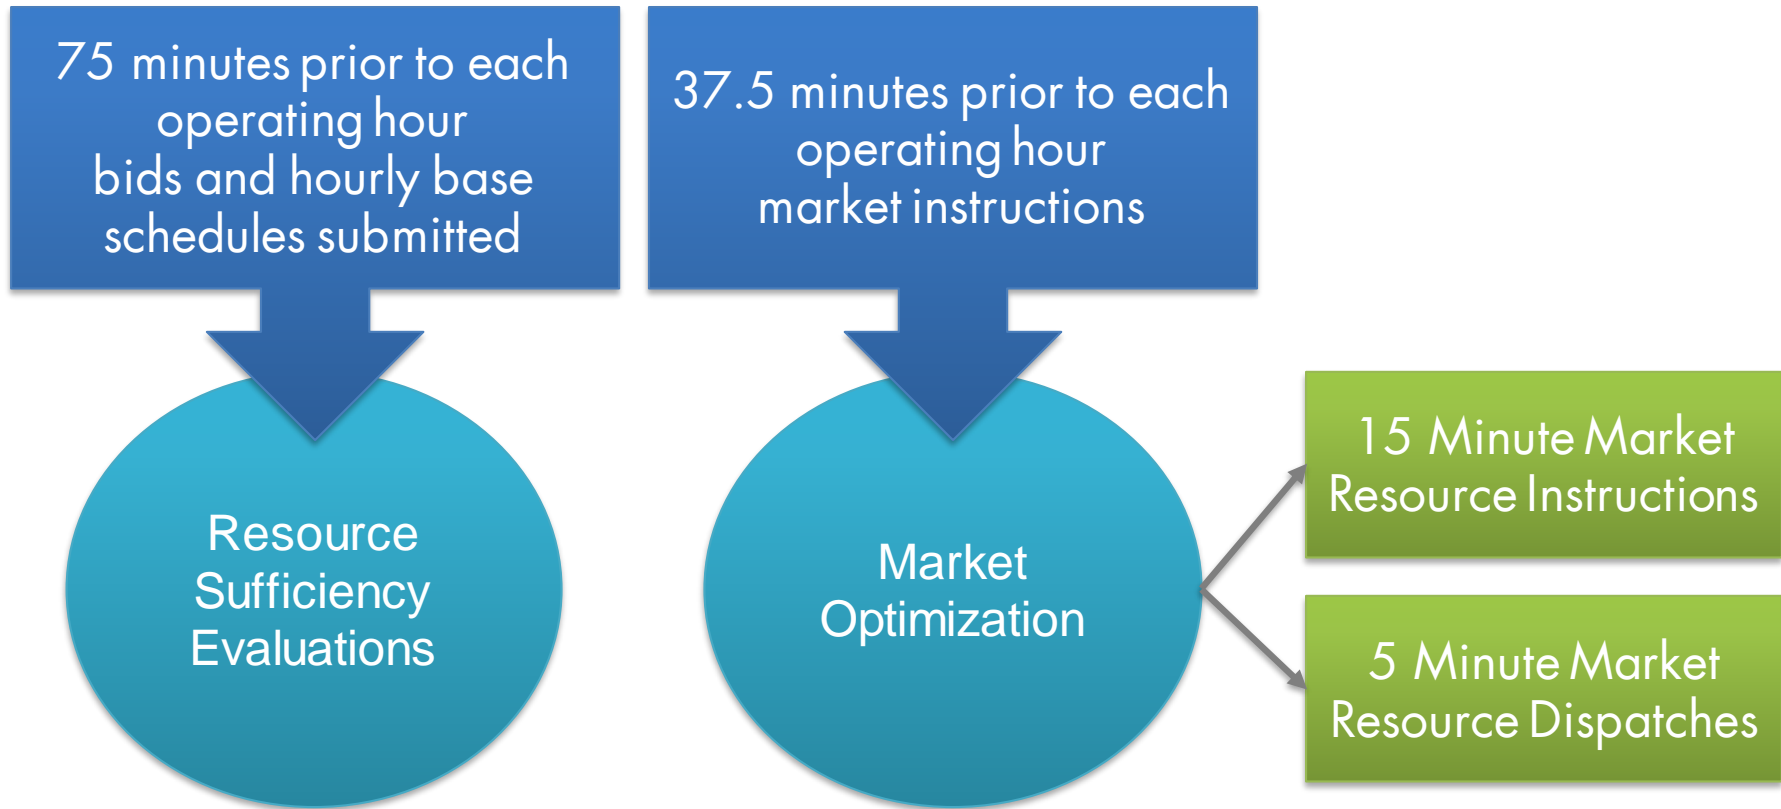 75 minutes prior to each
operating hour
bids and hourly base
schedules submitted
37.5 minutes prior to each
operating hour
market instructions
Resource
Sufficiency
Evaluations
Market
Optimization
15 Minute Market
Resource Instructions
5 Minute Market
Resource Dispatches